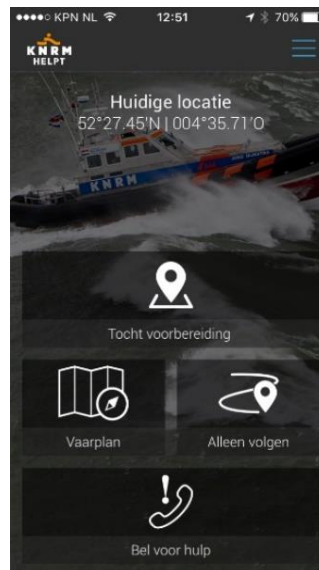 KPN NL 12:51 70%
KNRM
HELPT
Huidige locatie
52°27.45'N | 004°35.71'O
KNRM
Tocht voorbereiding
Vaarplan
Alleen volgen
Bel voor hulp